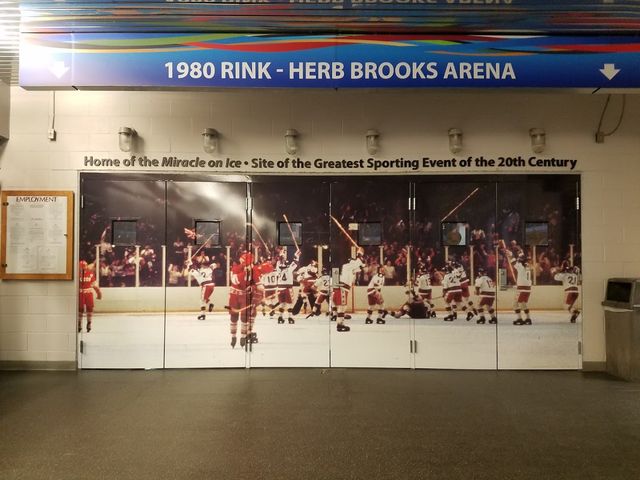 1980 RINK - HERB BROOKS ARENA
Home of the Miracle on Ice • Site of the Greatest Sporting Event of the 20th Century
EMPLOYMENT